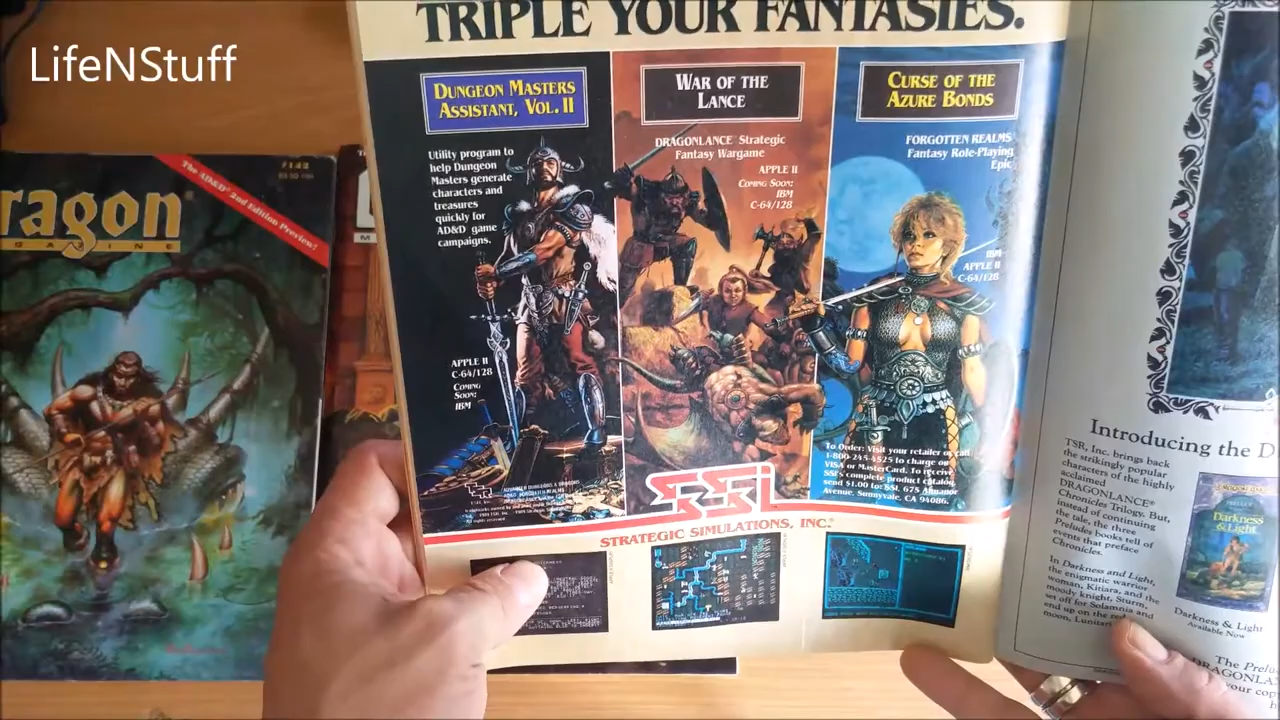 LifeNStuff
TRIPLE YOUR FANTASIES.
ragon
#142
The AD&D® 2nd Edition Preview!
DUNGEON MASTERS
ASSISTANT, VOL. II
Utility program to
help Dungeon
Masters generate
characters and
treasures
quickly for
AD&D game
campaigns.
APPLE II
C-64/128
COMING
SOON:
IBM
WAR OF THE
LANCE
DRAGONLANCE Strategic
Fantasy Wargame
APPLE II
COMING SOON:
IBM
C-64/128
CURSE OF THE
AZURE BONDS
FORGOTTEN REALMS
Fantasy Role-Playing
Epic
IBM
APPLE II
C-64/128
To Order: Visit your retailer or call
1-800-245-4525 to charge on
VISA or MasterCard. To receive
SSI's complete product catalog,
send $1.00 to: SSI, 675 Almanor
Avenue, Sunnyvale, CA 94086.
SSI
STRATEGIC SIMULATIONS, INC.®
Introducing the D
TSR, Inc. brings back
the strikingly popular
characters of the highly
acclaimed
DRAGONLANCE®
Chronicles Trilogy. But,
instead of continuing
the tale, the three
Preludes books tell of
events that preface
Chronicles.
In Darkness and Light,
the enigmatic warrior
woman, Kitiara, and the
moody knight, Sturm,
set off for Solamnia and
end up on the red
moon, Lunitari
Darkness
& Light
Darkness & Light
Available Now
The Prelu
DRAGONLA
your cop